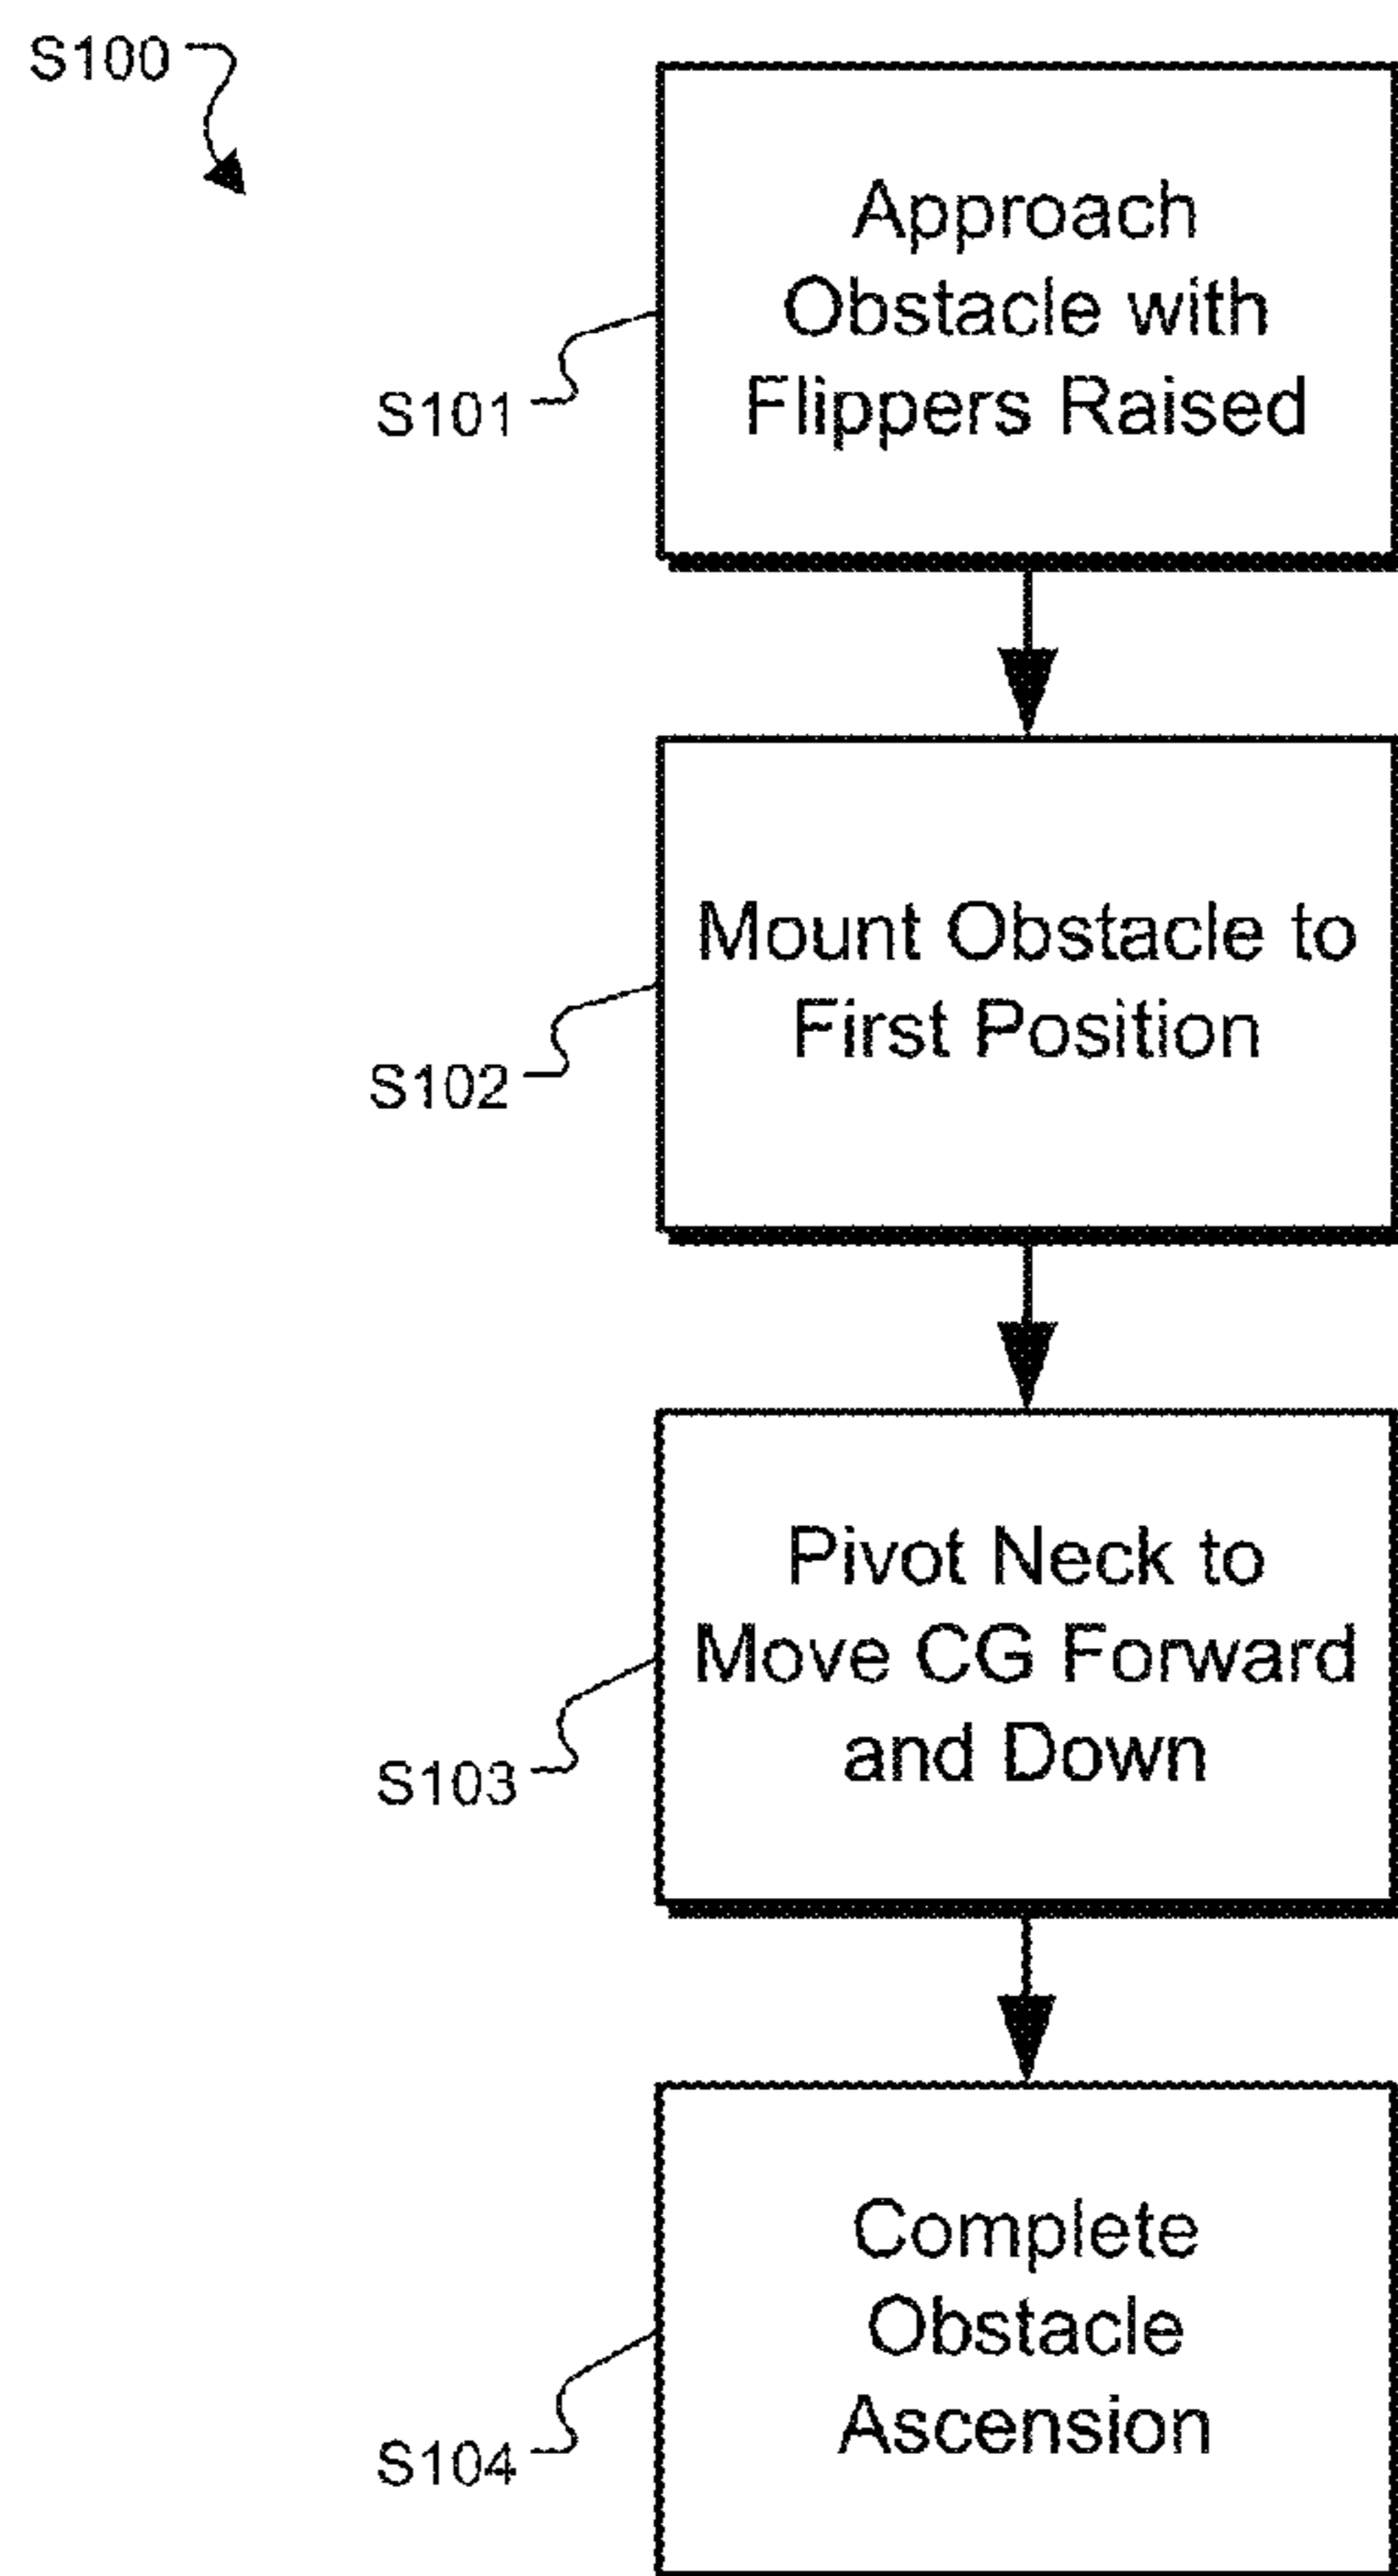 S100
Approach
Obstacle with
Flippers Raised
S101
Mount Obstacle to
First Position
S102
Pivot Neck to
Move CG Forward
and Down
S103
Complete
Obstacle
Ascension
S104